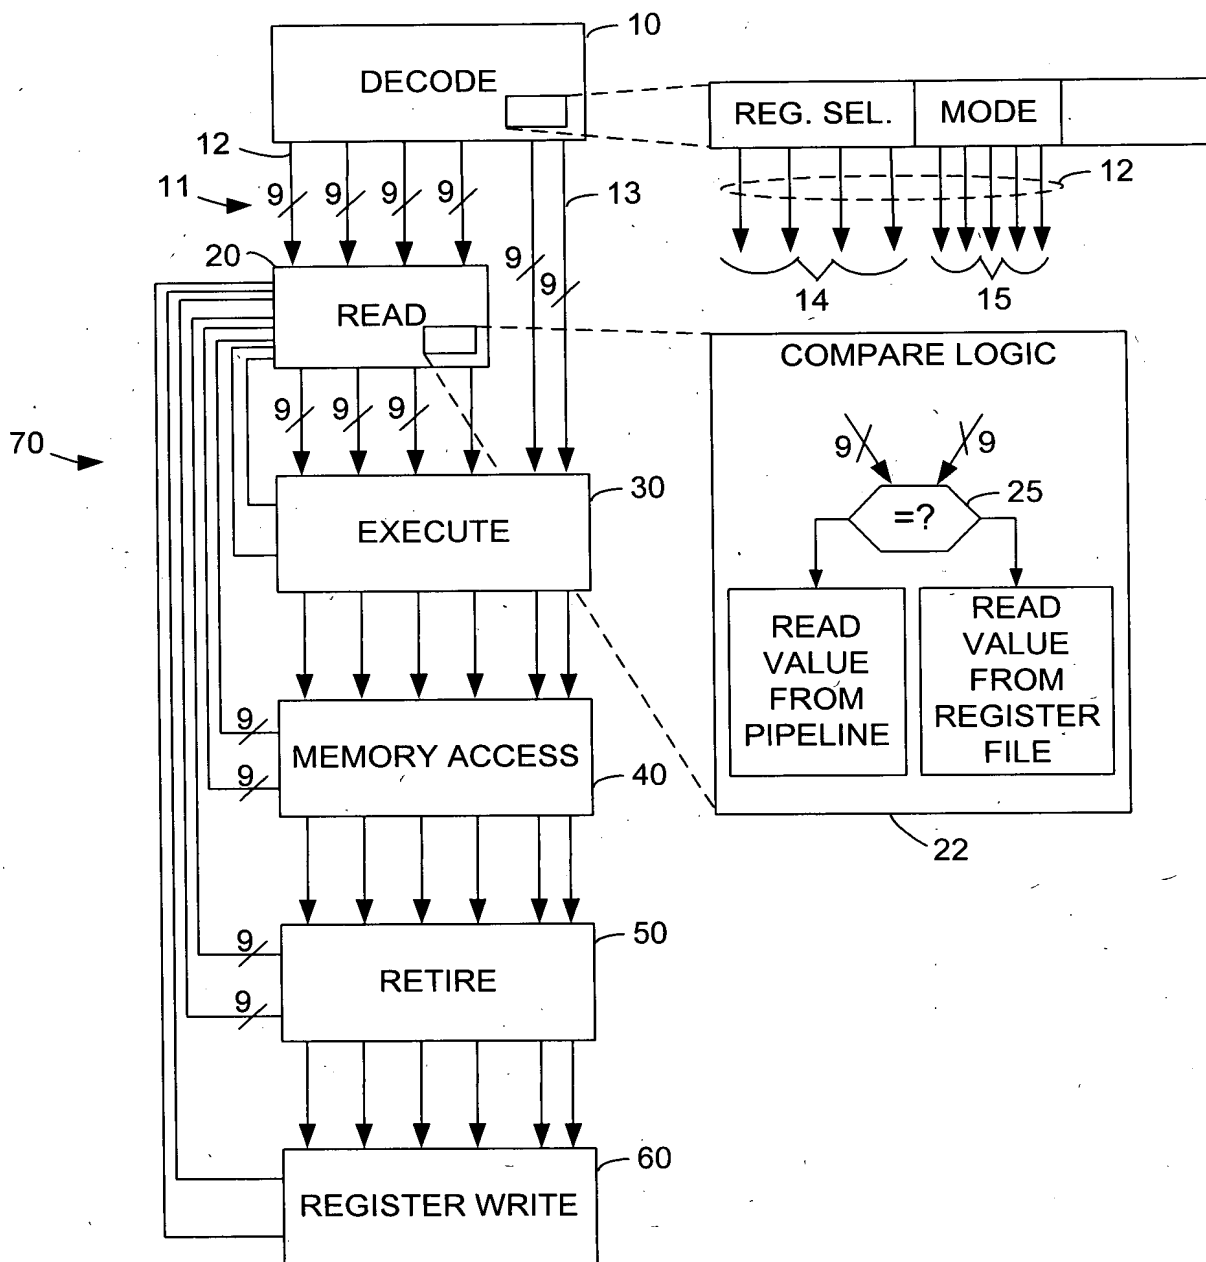 10
DECODE
REG. SEL.
MODE
12
11
9
9
9
9
13
12
20
9
9
14
15
READ
COMPARE LOGIC
9
9
9
70
9
9
30
25
=?
EXECUTE
READ
VALUE
FROM
PIPELINE
READ
VALUE
FROM
REGISTER
FILE
9
MEMORY ACCESS
9
40
22
9
50
RETIRE
9
60
REGISTER WRITE